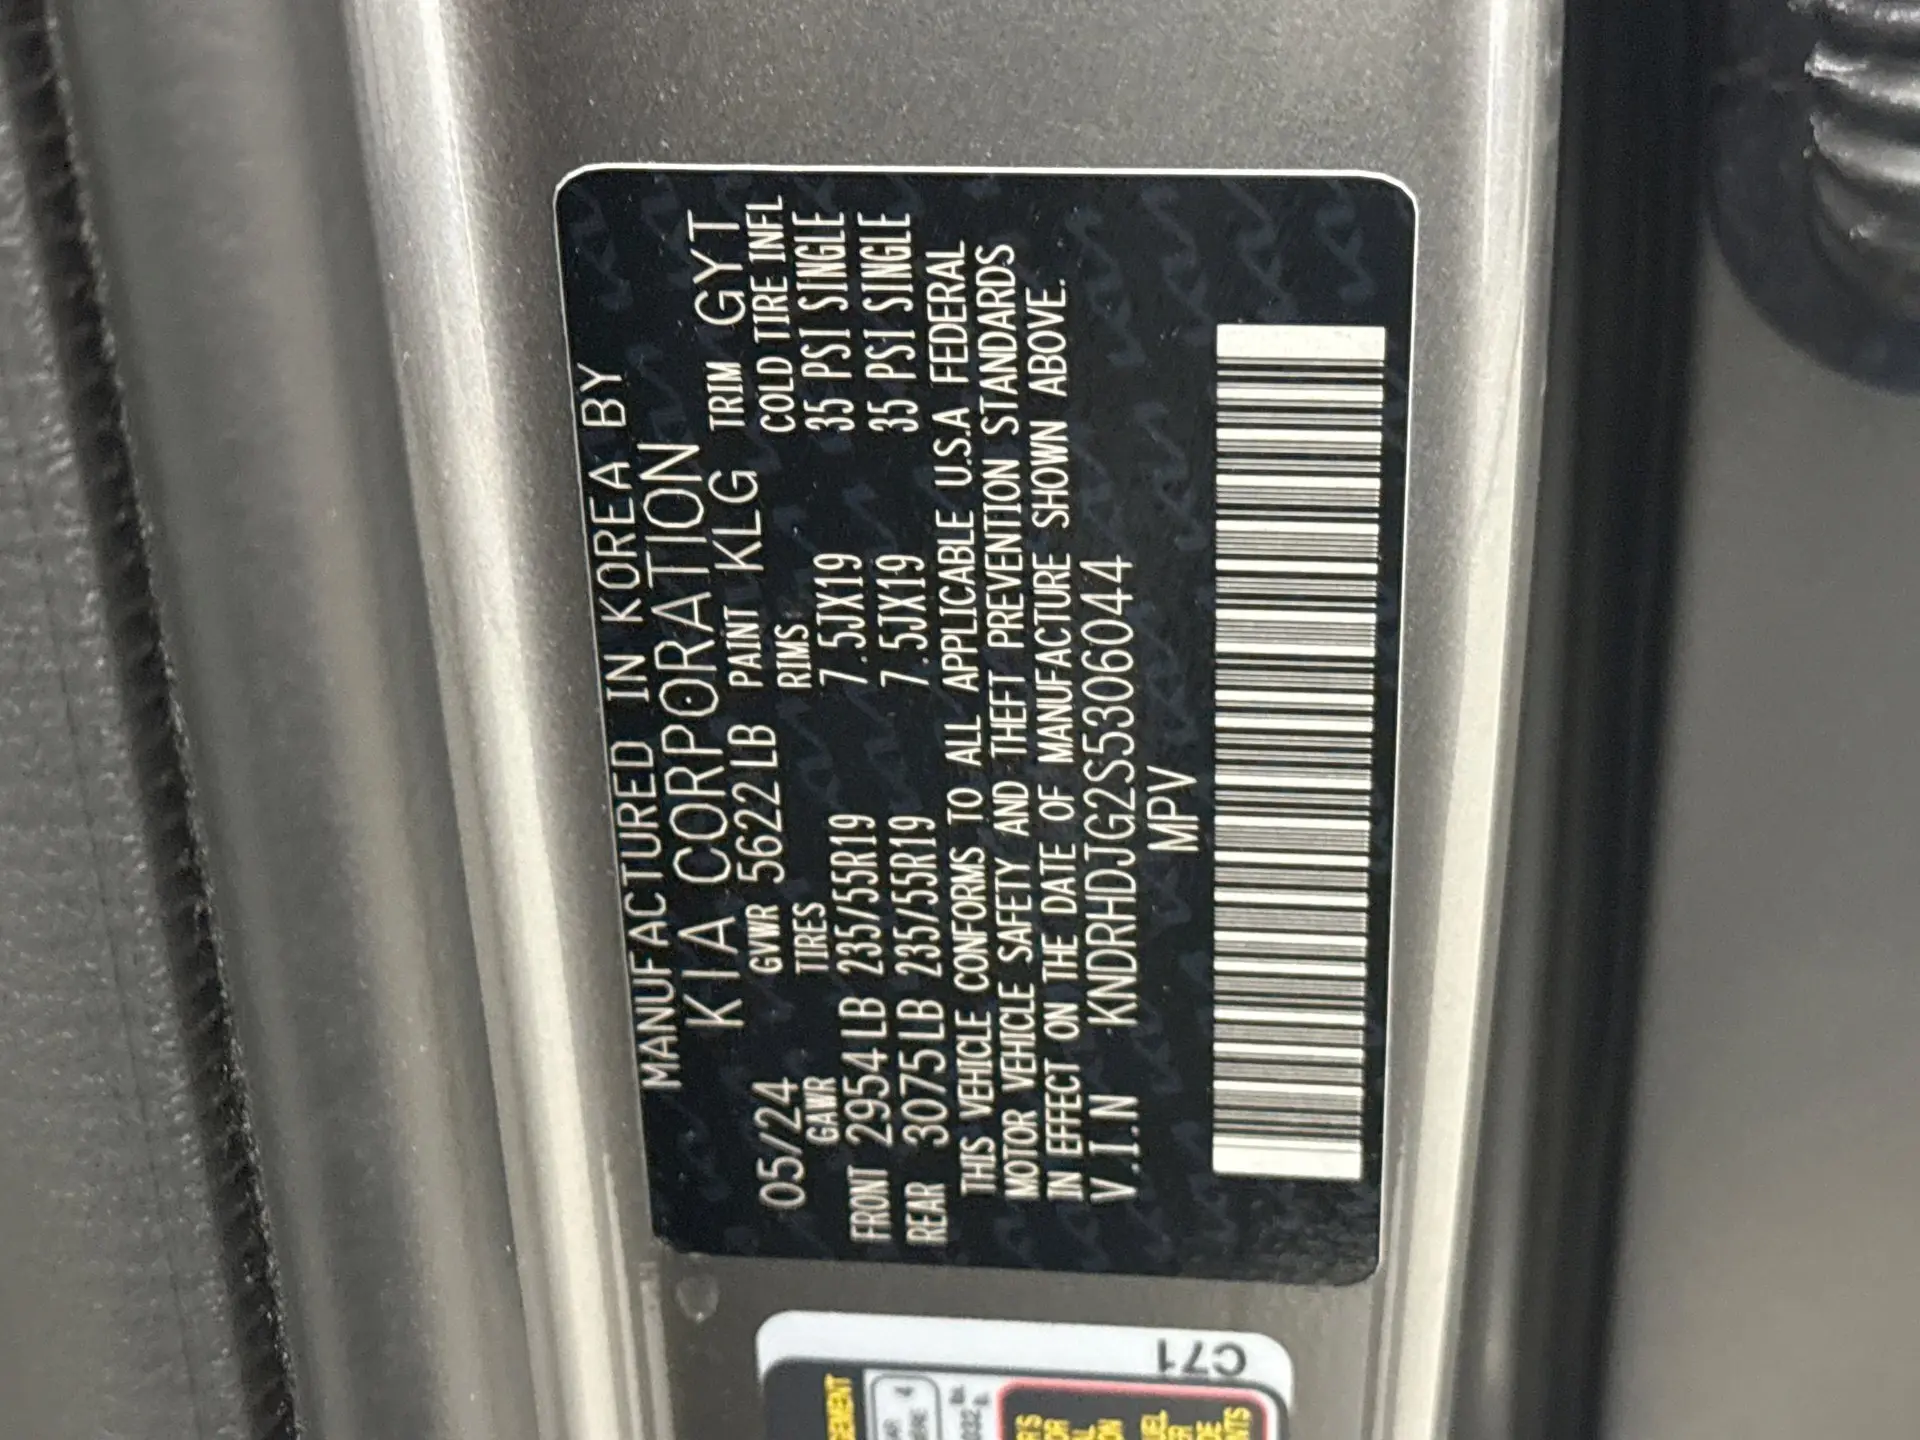 MANUFACTURED IN KOREA BY
KIA CORPORATION
05/24 GVWR 5622LB PAINT KLG TRIM GYT
GAWR TIRES RIMS COLD TIRE INFL
FRONT 2954LB 235/55R19 7.5JX19 35 PSI SINGLE
REAR 3075LB 235/55R19 7.5JX19 35 PSI SINGLE
THIS VEHICLE CONFORMS TO ALL APPLICABLE U.S.A FEDERAL
MOTOR VEHICLE SAFETY AND THEFT PREVENTION STANDARDS
IN EFFECT ON THE DATE OF MANUFACTURE SHOWN ABOVE.
V.I.N KNDRHDJG2S5306044
MPV
C71
4